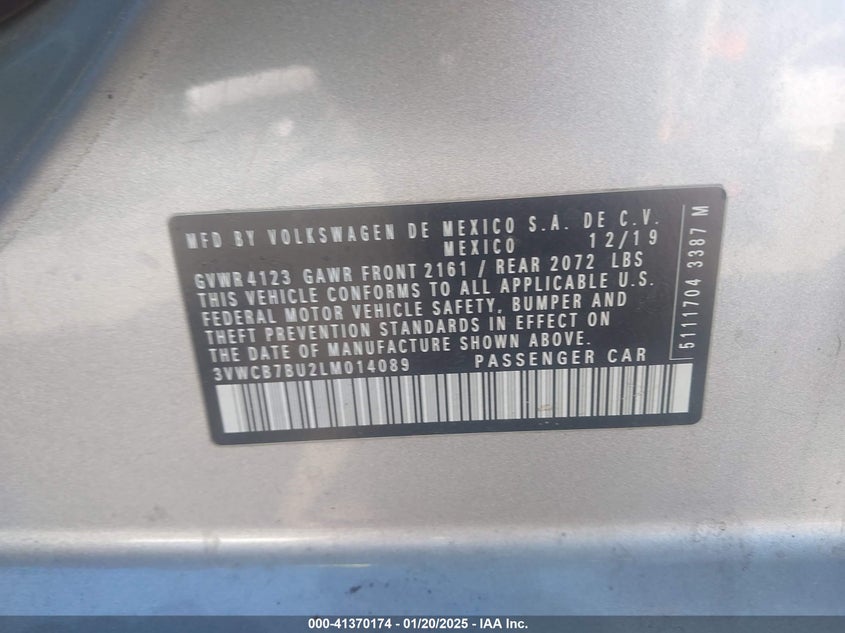 MFD BY VOLKSWAGEN DE MEXICO S.A. DE C.V.
MEXICO 12/19
GVWR 4123 GAWR FRONT 2161 / REAR 2072 LBS
THIS VEHICLE CONFORMS TO ALL APPLICABLE U.S.
FEDERAL MOTOR VEHICLE SAFETY, BUMPER AND
THEFT PREVENTION STANDARDS IN EFFECT ON
THE DATE OF MANUFACTURE SHOWN ABOVE.
3VWCB7BU2LM014089 PASSENGER CAR
5111704 3387 M
000-41370174 - 01/20/2025 - IAA Inc.